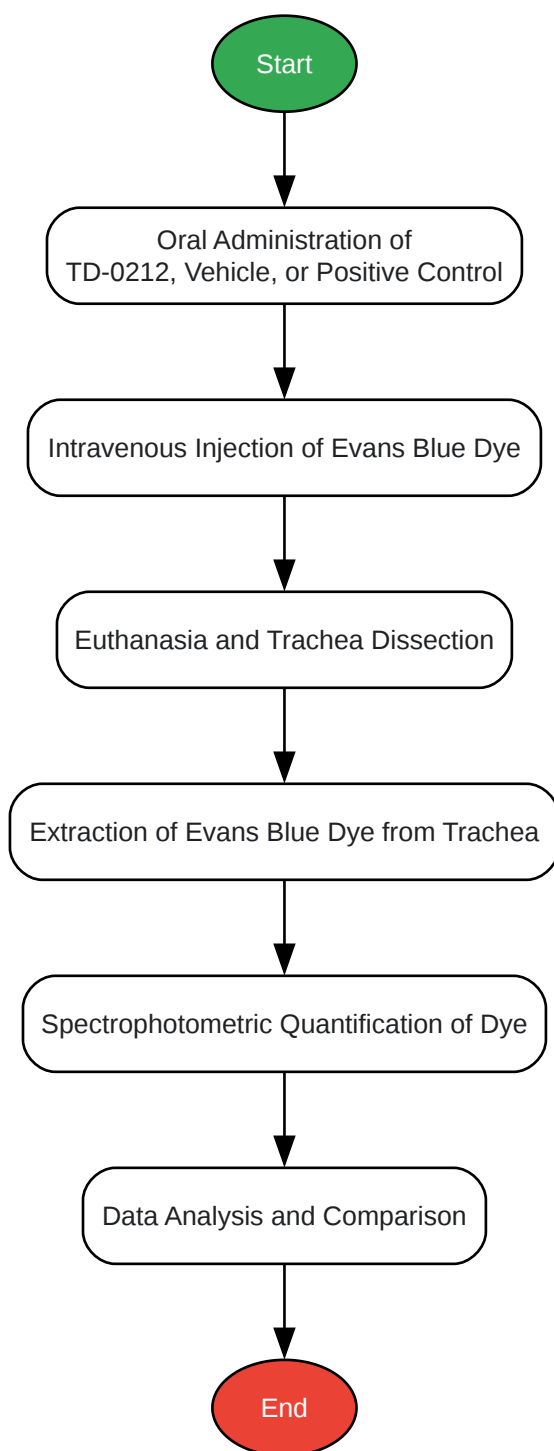 Start
Oral Administration of
TD-0212, Vehicle, or Positive Control
Intravenous Injection of Evans Blue Dye
Euthanasia and Trachea Dissection
Extraction of Evans Blue Dye from Trachea
Spectrophotometric Quantification of Dye
Data Analysis and Comparison
End